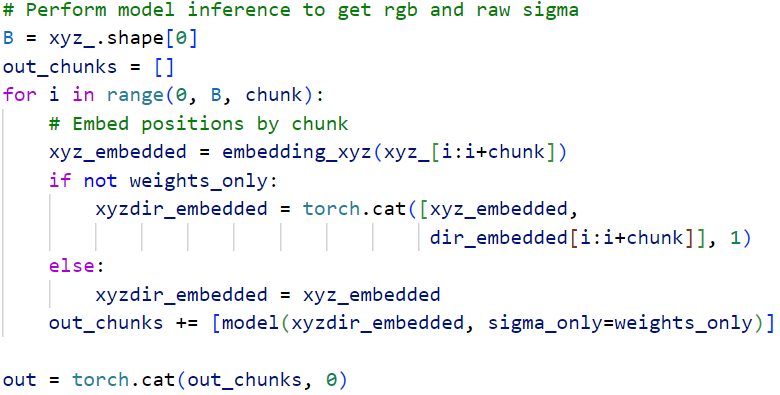 # Perform model inference to get rgb and raw sigma
B = xyz_.shape[0]
out_chunks = []
for i in range(0, B, chunk):
    # Embed positions by chunk
    xyz_embedded = embedding_xyz(xyz_[i:i+chunk])
    if not weights_only:
        xyzdir_embedded = torch.cat([xyz_embedded,
                                     dir_embedded[i:i+chunk]], 1)
    else:
        xyzdir_embedded = xyz_embedded
    out_chunks += [model(xyzdir_embedded, sigma_only=weights_only)]

out = torch.cat(out_chunks, 0)